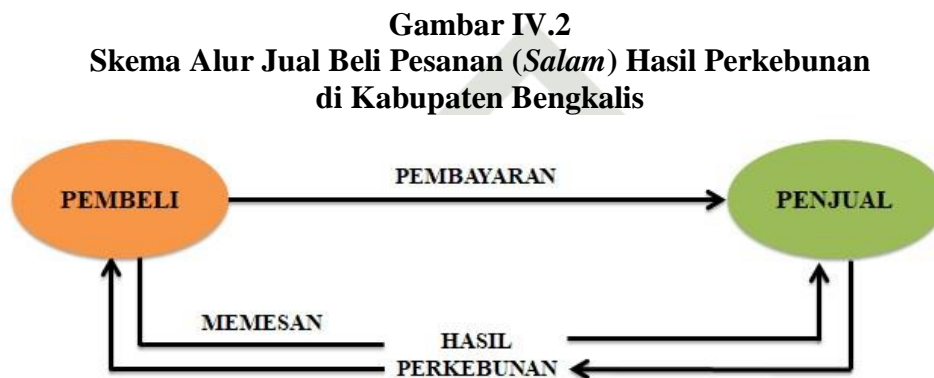 Gambar IV.2
Skema Alur Jual Beli Pesanan (Salam) Hasil Perkebunan
di Kabupaten Bengkalis
PEMBAYARAN
PEMBELI
PENJUAL
MEMESAN
HASIL
PERKEBUNAN